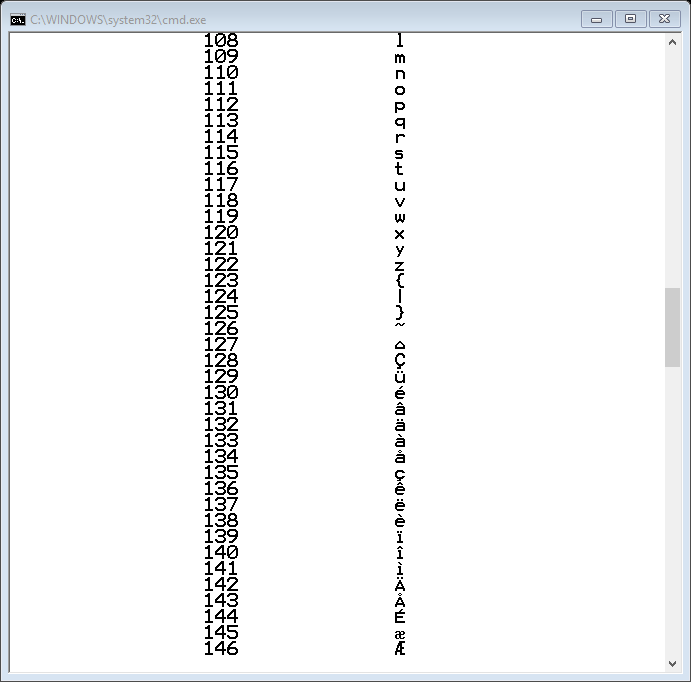 C:\WINDOWS\system32\cmd.exe
108 l
109 m
110 n
111 o
112 p
113 q
114 r
115 s
116 t
117 u
118 v
119 w
120 x
121 y
122 z
123 {
124 |
125 }
126 ~
127 ⌂
128 Ç
129 ü
130 é
131 â
132 ä
133 à
134 å
135 ç
136 ê
137 ë
138 è
139 ï
140 î
141 ì
142 Ä
143 Å
144 É
145 æ
146 Æ